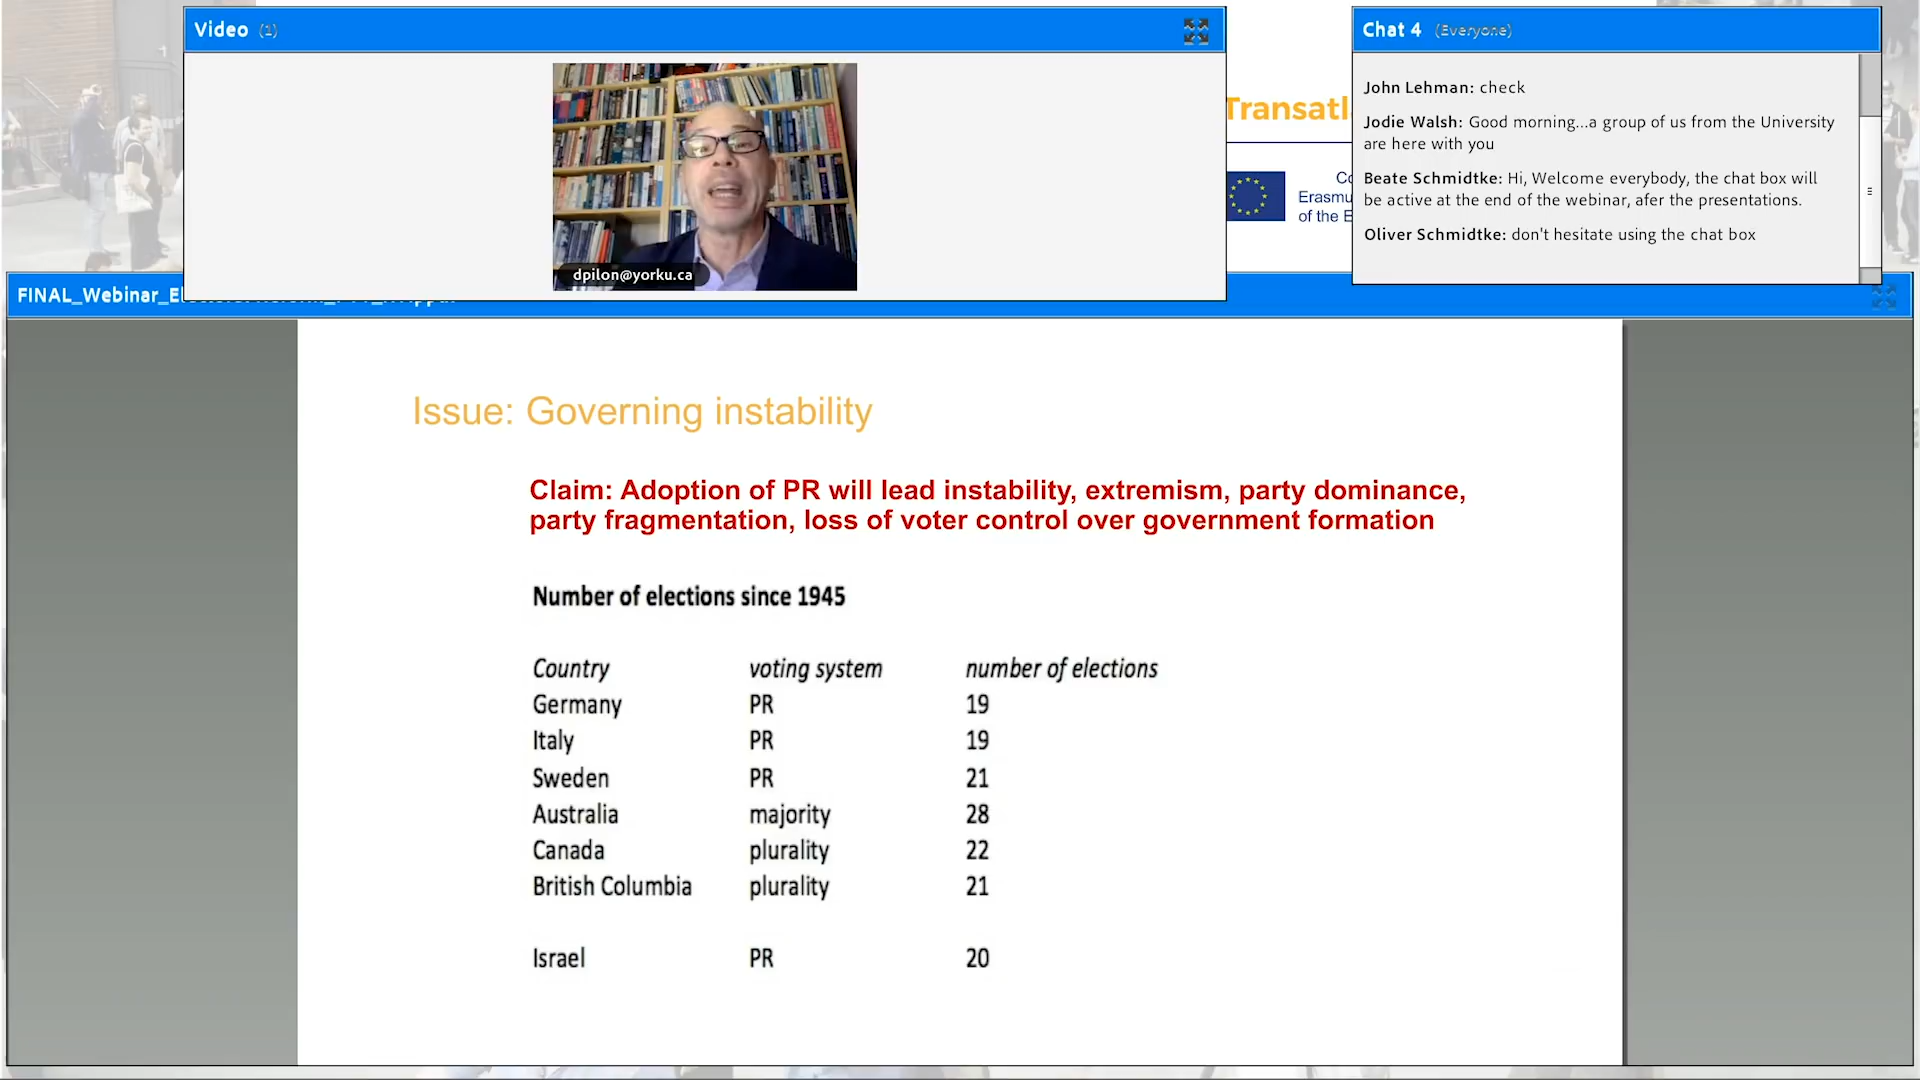 Video (1)
dpilon@yorku.ca
Chat 4 (Everyone)
John Lehman: check
Jodie Walsh: Good morning...a group of us from the University
are here with you
Beate Schmidtke: Hi, Welcome everybody, the chat box will
be active at the end of the webinar, afer the presentations.
Oliver Schmidtke: don't hesitate using the chat box
Transatl
Co
Erasmu
of the E
FINAL_Webinar_El
Issue: Governing instability
Claim: Adoption of PR will lead instability, extremism, party dominance,
party fragmentation, loss of voter control over government formation
Number of elections since 1945
Country voting system number of elections
Germany PR 19
Italy PR 19
Sweden PR 21
Australia majority 28
Canada plurality 22
British Columbia plurality 21
Israel PR 20